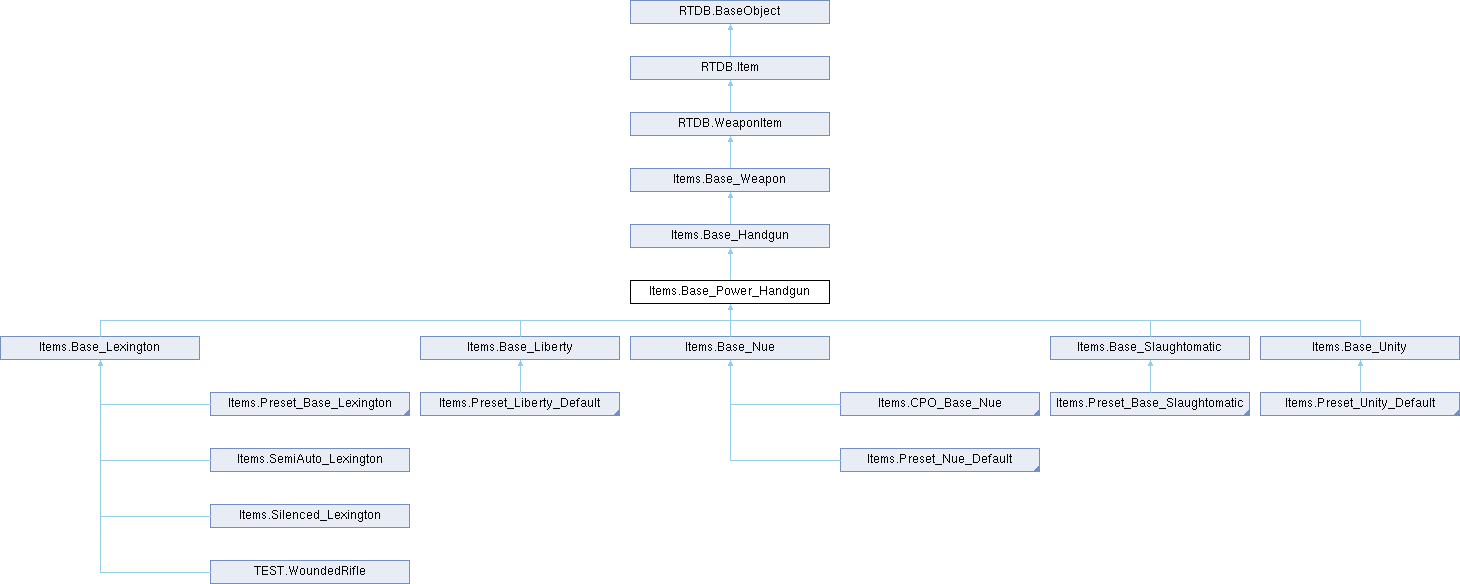 RTDB.BaseObject
RTDB.Item
RTDB.WeaponItem
Items.Base_Weapon
Items.Base_Handgun
Items.Base_Power_Handgun
Items.Base_Lexington
Items.Base_Liberty
Items.Base_Nue
Items.Base_Slaughtomatic
Items.Base_Unity
Items.Preset_Base_Lexington
Items.Preset_Liberty_Default
Items.CPO_Base_Nue
Items.Preset_Base_Slaughtomatic
Items.Preset_Unity_Default
Items.SemiAuto_Lexington
Items.Preset_Nue_Default
Items.Silenced_Lexington
TEST.WoundedRifle